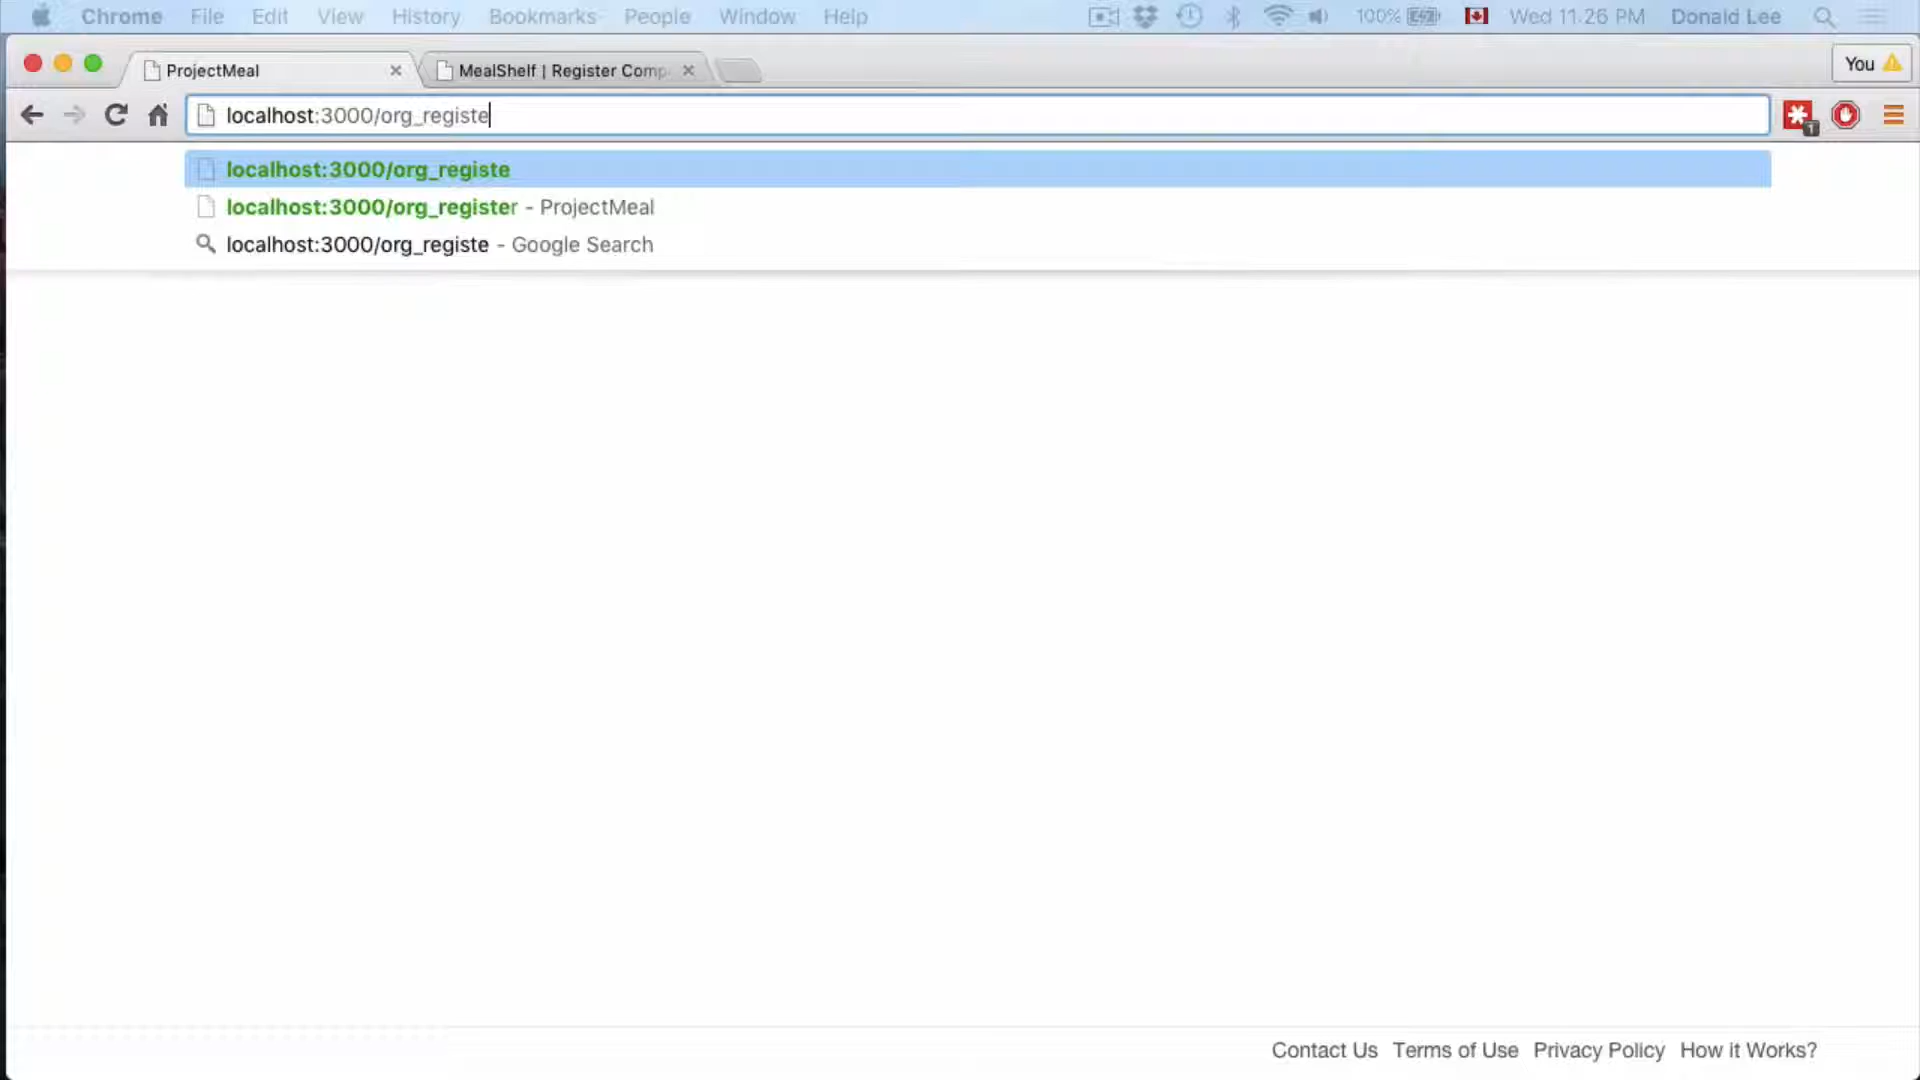 Chrome File Edit View History Bookmarks People Window Help 100% Wed 11.26 PM Donald Lee
ProjectMeal MealShelf | Register Comp You
localhost:3000/org_registe
1
localhost:3000/org_registe
localhost:3000/org_register - ProjectMeal
localhost:3000/org_registe - Google Search
Contact Us Terms of Use Privacy Policy How it Works?